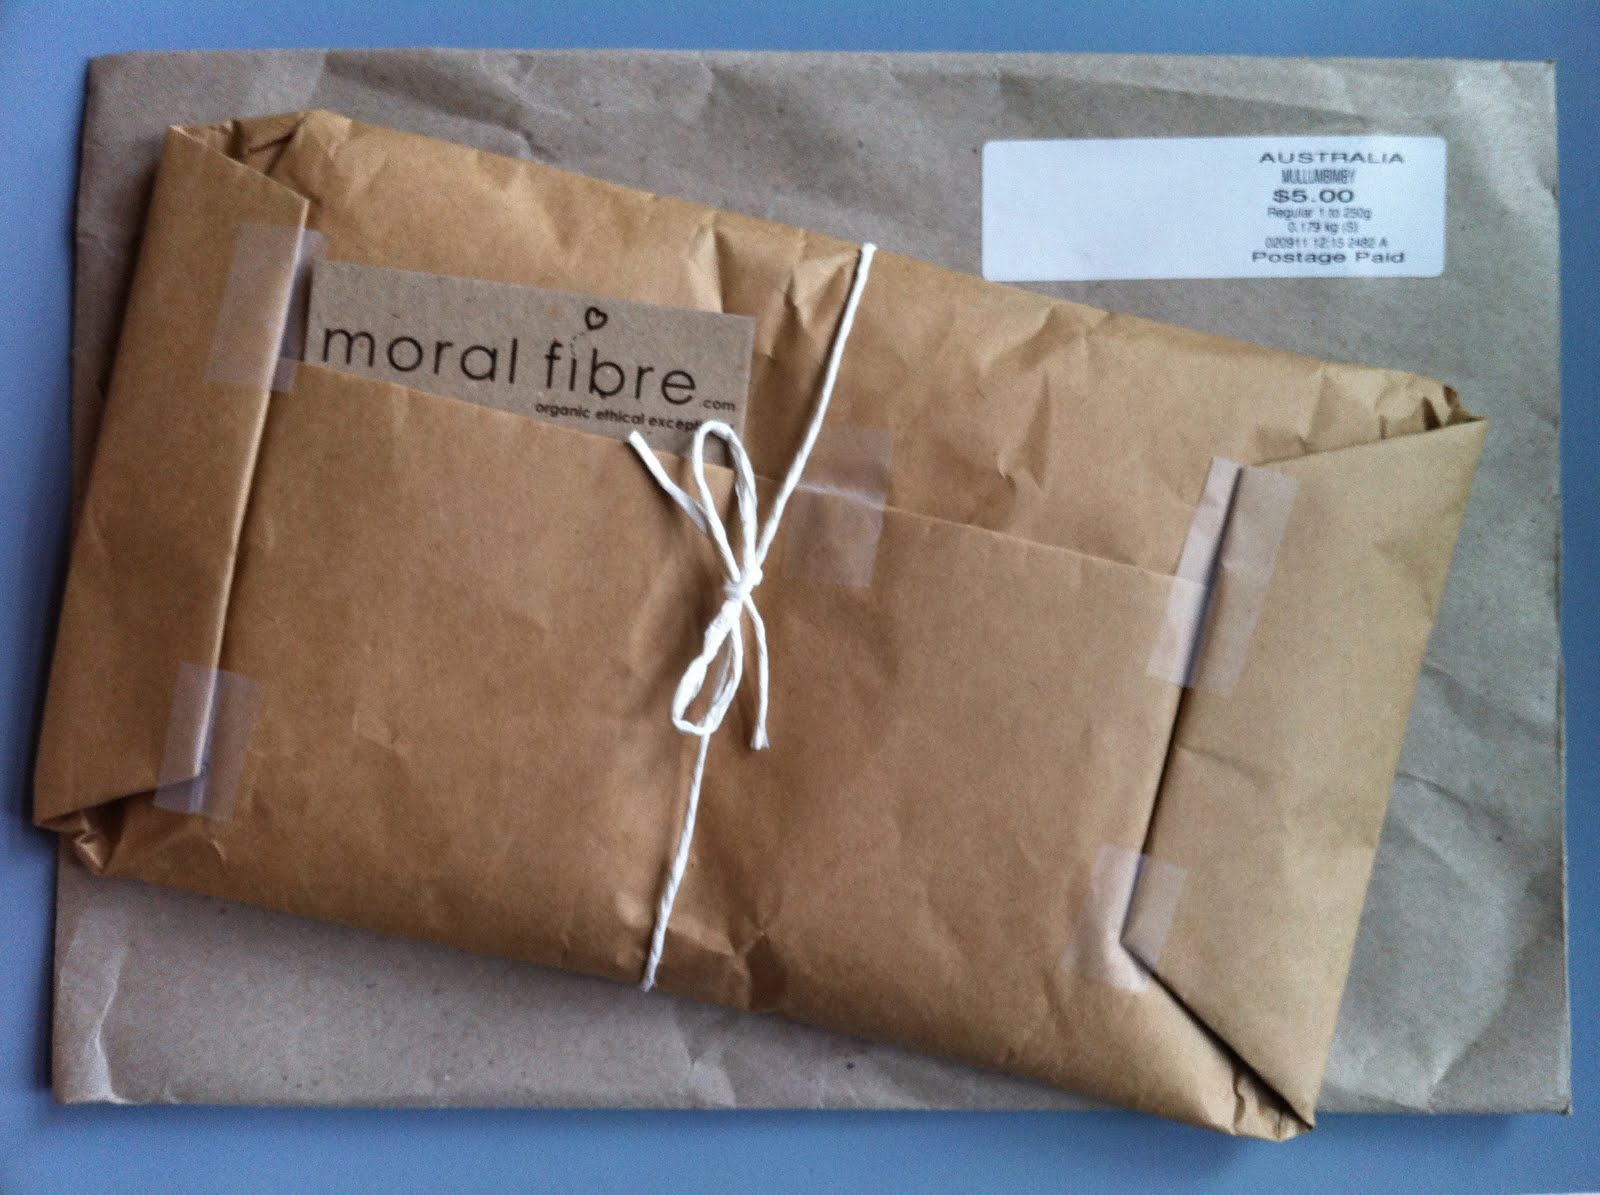 moral fibre.com
organic ethical
AUSTRALIA
MULLUMBIMBY
$5.00
Regular 1 to 250g
0.179 kg (S)
020911 12:15 2482 A
Postage Paid